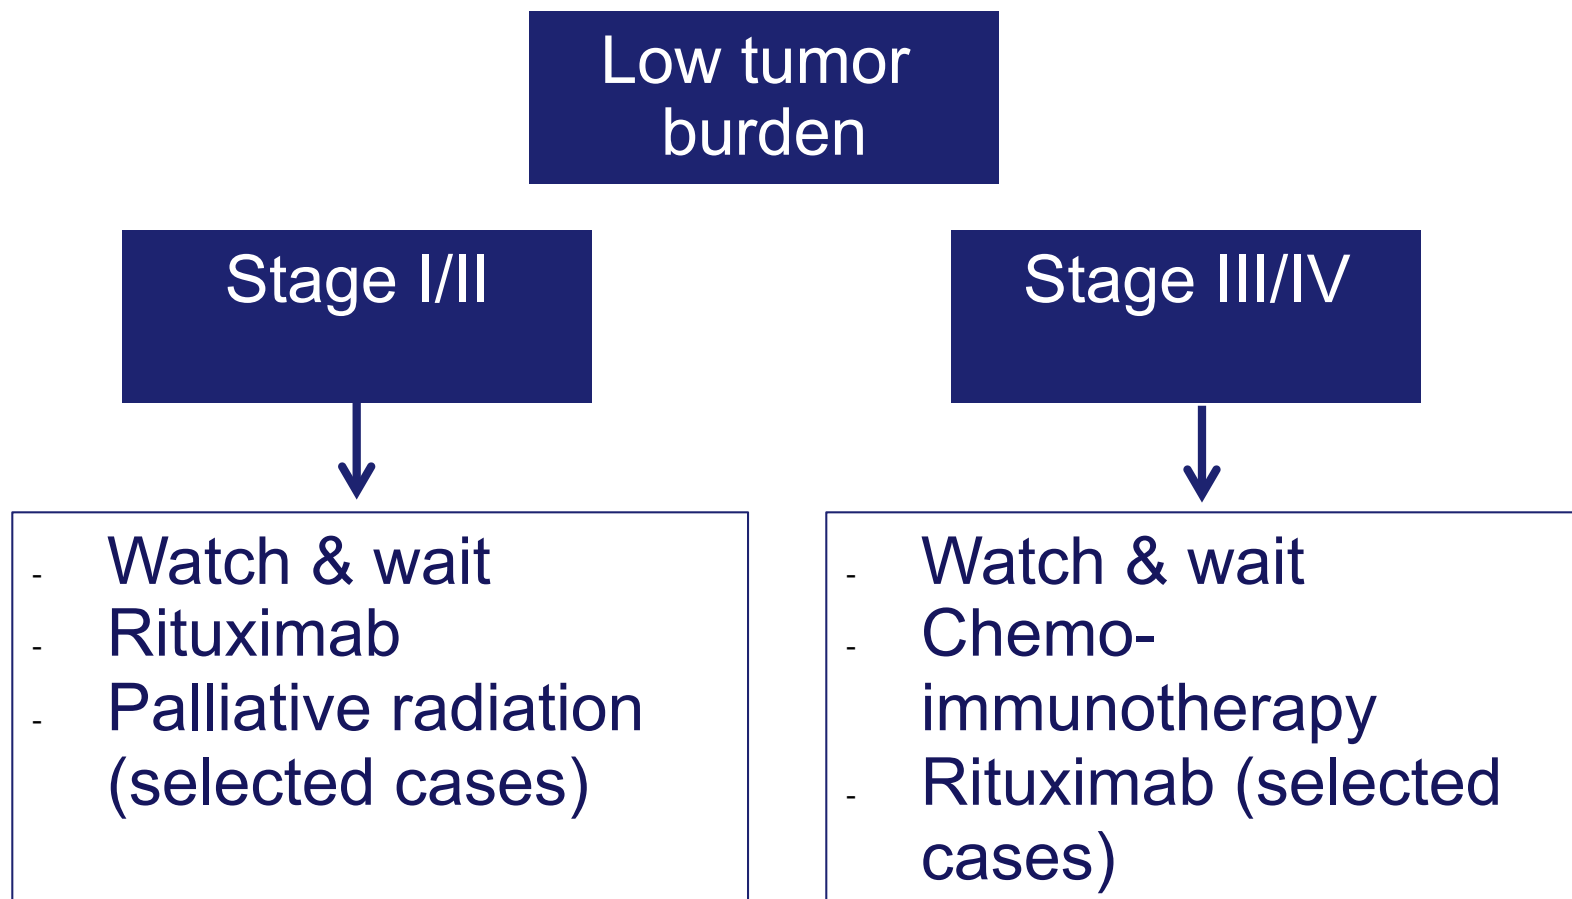 Low tumor
burden
Stage I/II
Stage III/IV
- Watch & wait
- Rituximab
- Palliative radiation
(selected cases)
- Watch & wait
- Chemo-
immunotherapy
- Rituximab (selected
cases)